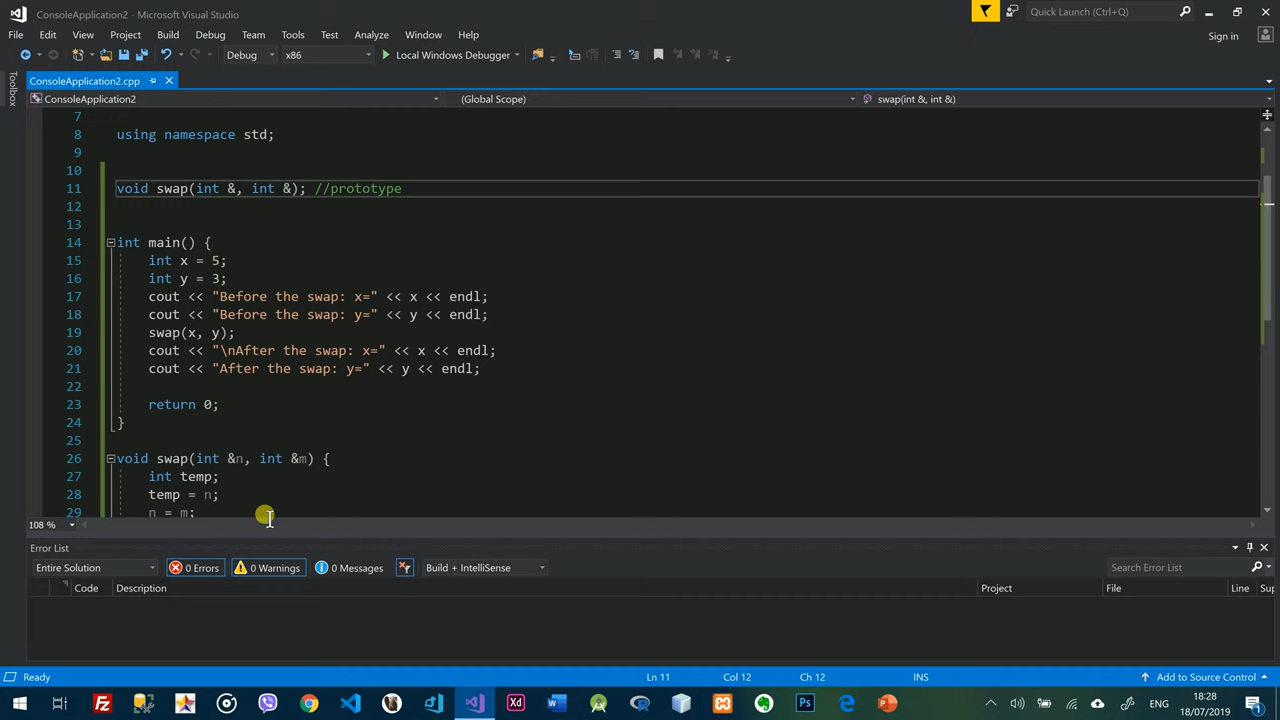 ConsoleApplication2 - Microsoft Visual Studio
Quick Launch (Ctrl+Q)
File Edit View Project Build Debug Team Tools Test Analyze Window Help
Sign in
Debug x86 Local Windows Debugger
Toolbox
ConsoleApplication2.cpp
ConsoleApplication2 (Global Scope) swap(int &, int &)
7
8 using namespace std;
9
10
11 void swap(int &, int &); //prototype
12
13
14 int main() {
15 int x = 5;
16 int y = 3;
17 cout << "Before the swap: x=" << x << endl;
18 cout << "Before the swap: y=" << y << endl;
19 swap(x, y);
20 cout << "\nAfter the swap: x=" << x << endl;
21 cout << "After the swap: y=" << y << endl;
22
23 return 0;
24 }
25
26 void swap(int &n, int &m) {
27 int temp;
28 temp = n;
29 n = m;
108 %
Error List
Entire Solution 0 Errors 0 Warnings 0 Messages Build + IntelliSense Search Error List
Code Description Project File Line Sup
Ready Ln 11 Col 12 Ch 12 INS Add to Source Control
Xd Ps ENG 18:28
18/07/2019